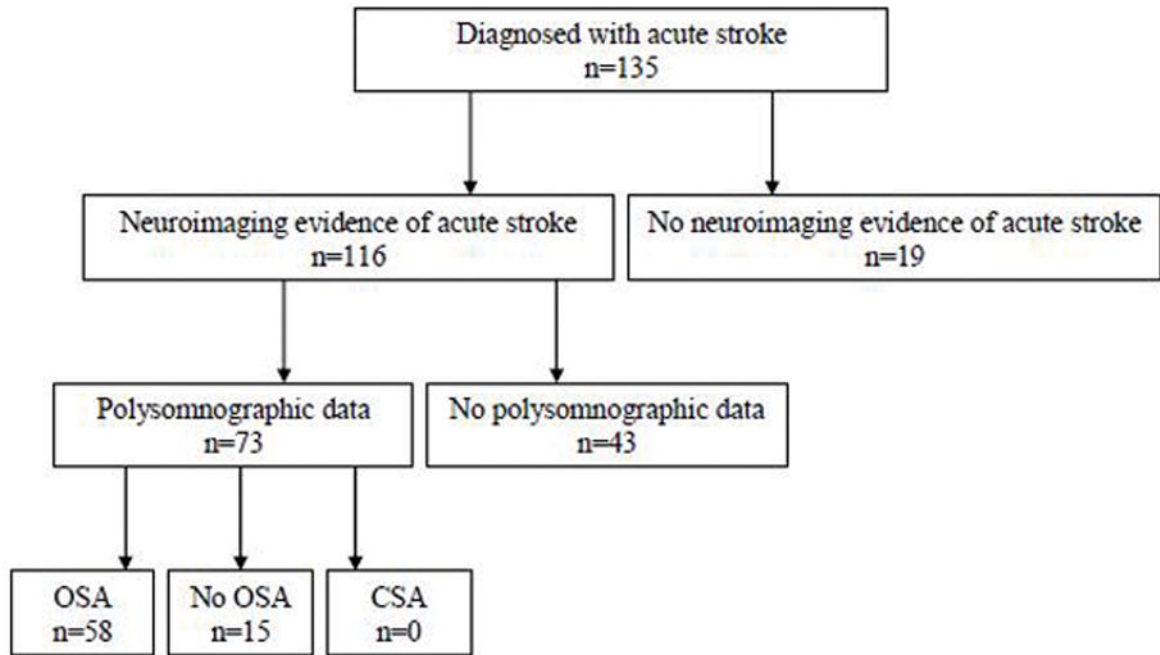 Diagnosed with acute stroke
n=135
Neuroimaging evidence of acute stroke
n=116
No neuroimaging evidence of acute stroke
n=19
Polysomnographic data
n=73
No polysomnographic data
n=43
OSA
n=58
No OSA
n=15
CSA
n=0